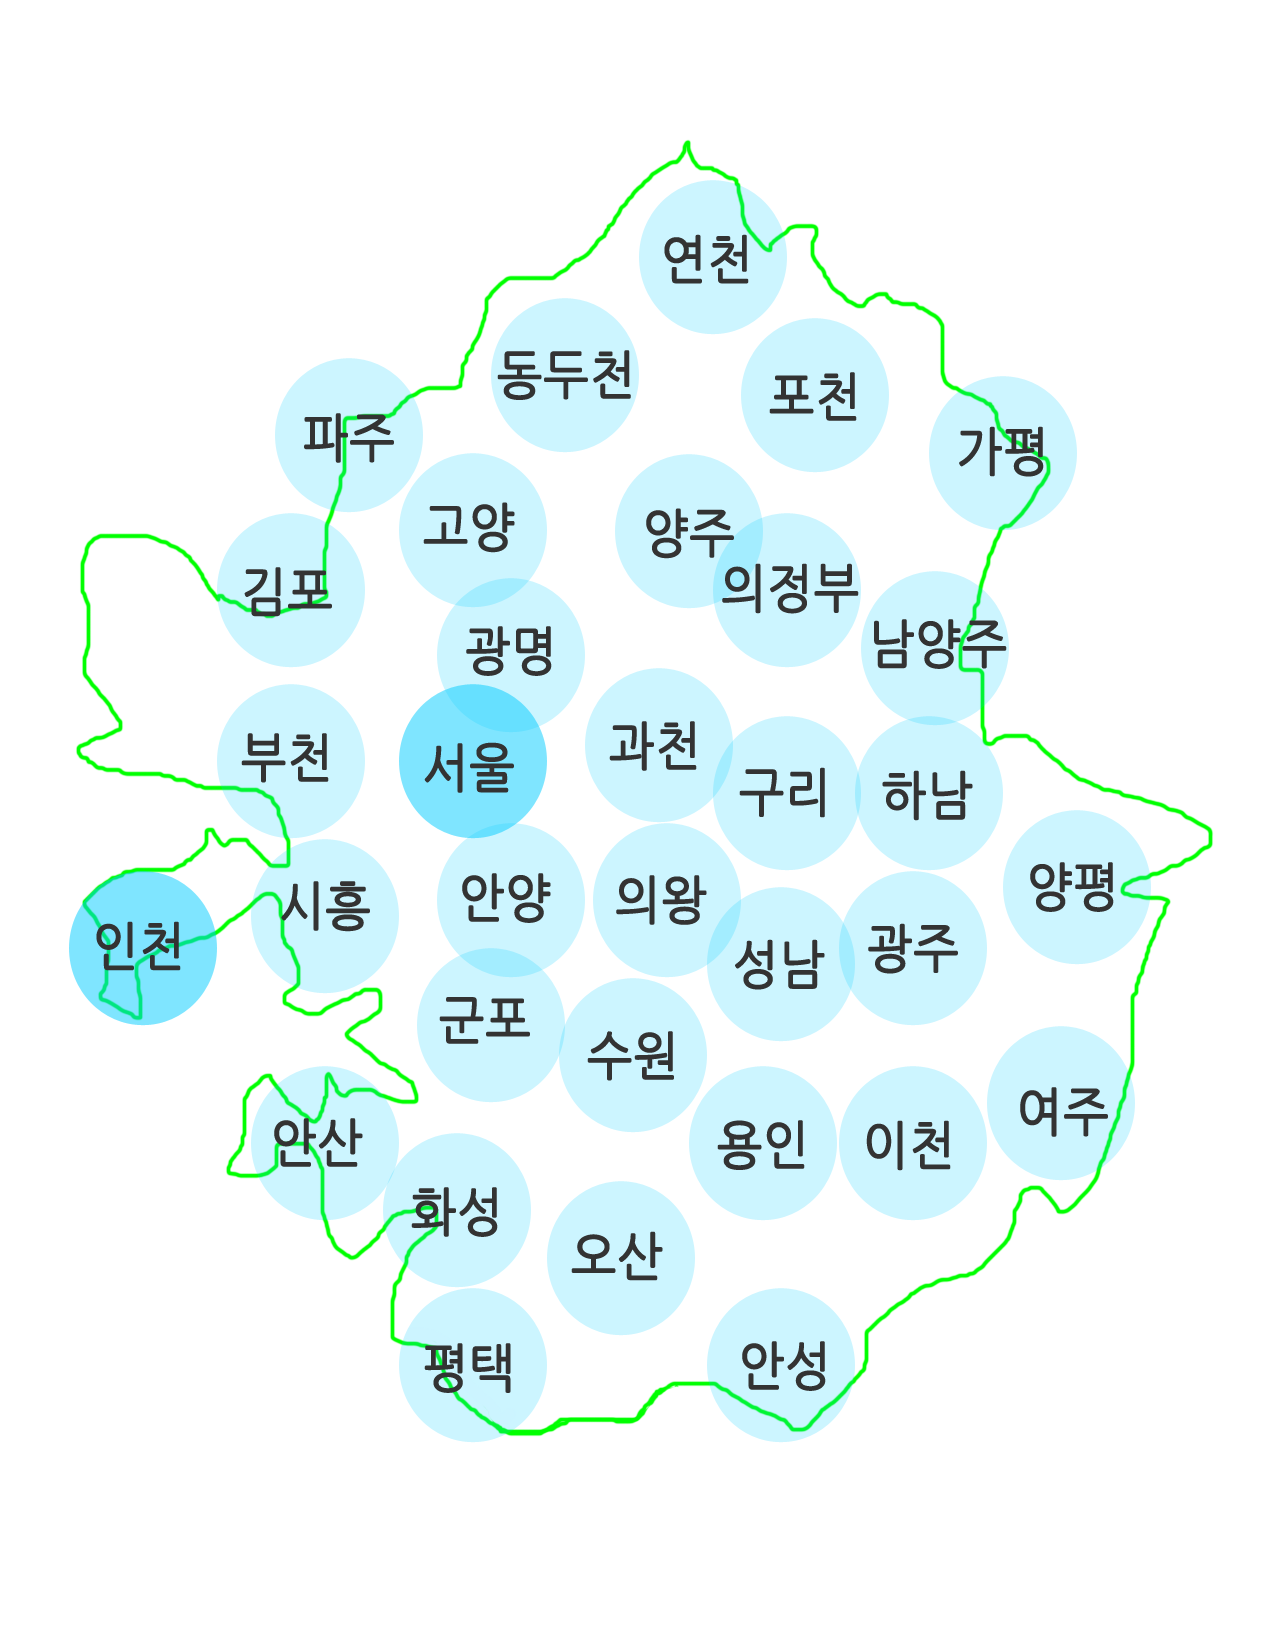 연천
동두천
포천
파주
가평
고양
양주
의정부
김포
남양주
광명
부천
서울
과천
구리
하남
양평
시흥
안양
의왕
인천
성남
광주
군포
수원
여주
안산
용인
이천
화성
오산
평택
안성